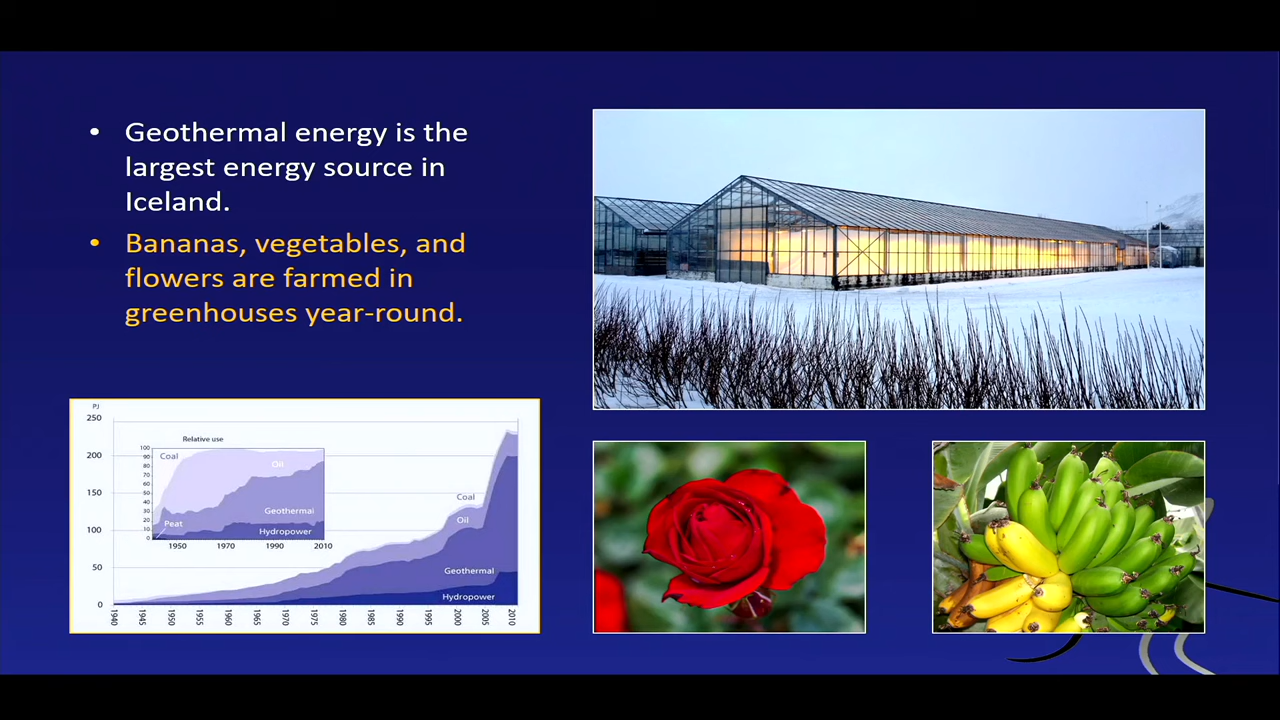 • Geothermal energy is the
largest energy source in
Iceland.
• Bananas, vegetables, and
flowers are farmed in
greenhouses year-round.
PJ
250
200
150
100
50
0
Relative use
100
90
80
70
60
50
40
30
20
10
0
Coal
Oil
Peat
Geothermal
Hydropower
1950 1970 1990 2010
Coal
Oil
Geothermal
Hydropower
1940 1945 1950 1955 1960 1965 1970 1975 1980 1985 1990 1995 2000 2005 2010